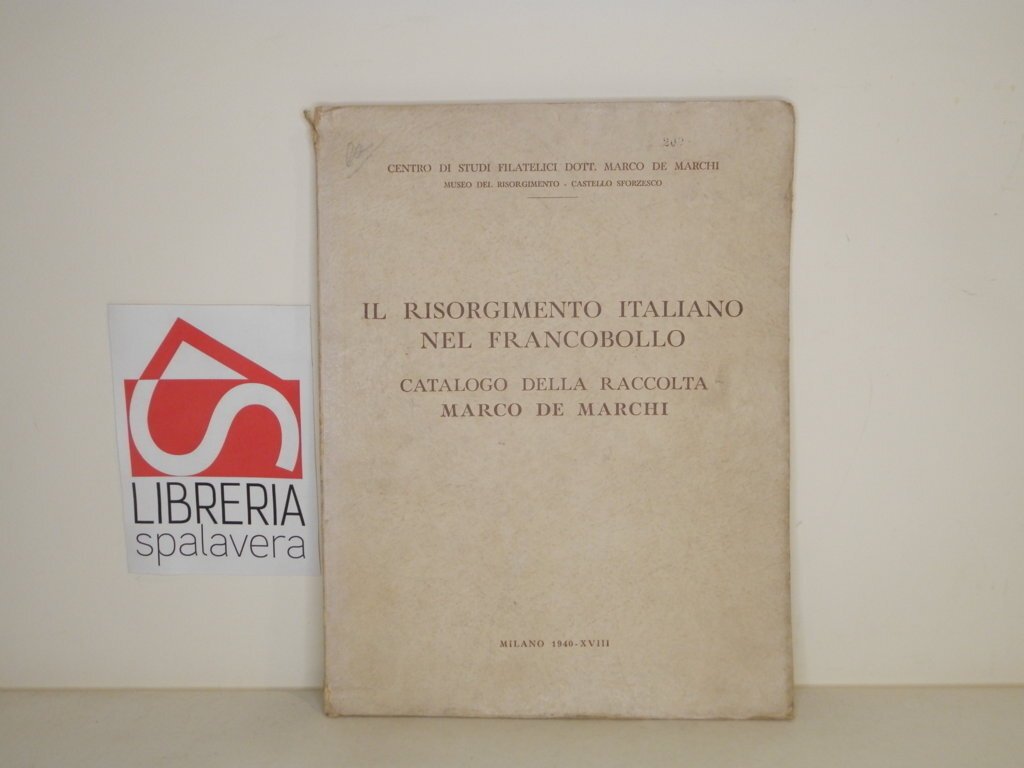 CENTRO DI STUDI FILATELICI DOTT. MARCO DE MARCHI
MUSEO DEL RISORGIMENTO - CASTELLO SFORZESCO
IL RISORGIMENTO ITALIANO
NEL FRANCOBOLLO
CATALOGO DELLA RACCOLTA
MARCO DE MARCHI
MILANO 1940-XVIII
LIBRERIA
spalavera